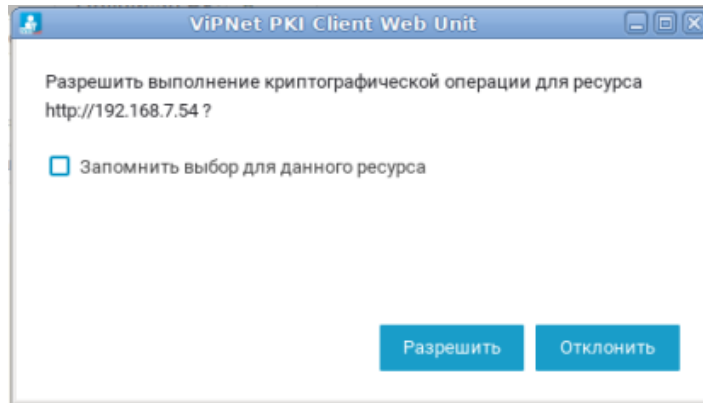 ViPNet PKI Client Web Unit
Разрешить выполнение криптографической операции для ресурса
http://192.168.7.54 ?
Запомнить выбор для данного ресурса
Разрешить Отклонить